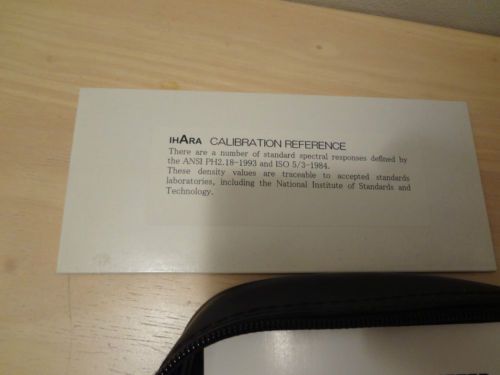 IHARA CALIBRATION REFERENCE
There are a number of standard spectral responses defined by
the ANSI PH2.18-1993 and ISO 5/3-1984.
These density values are traceable to accepted standards
laboratories, including the National Institute of Standards and
Technology.